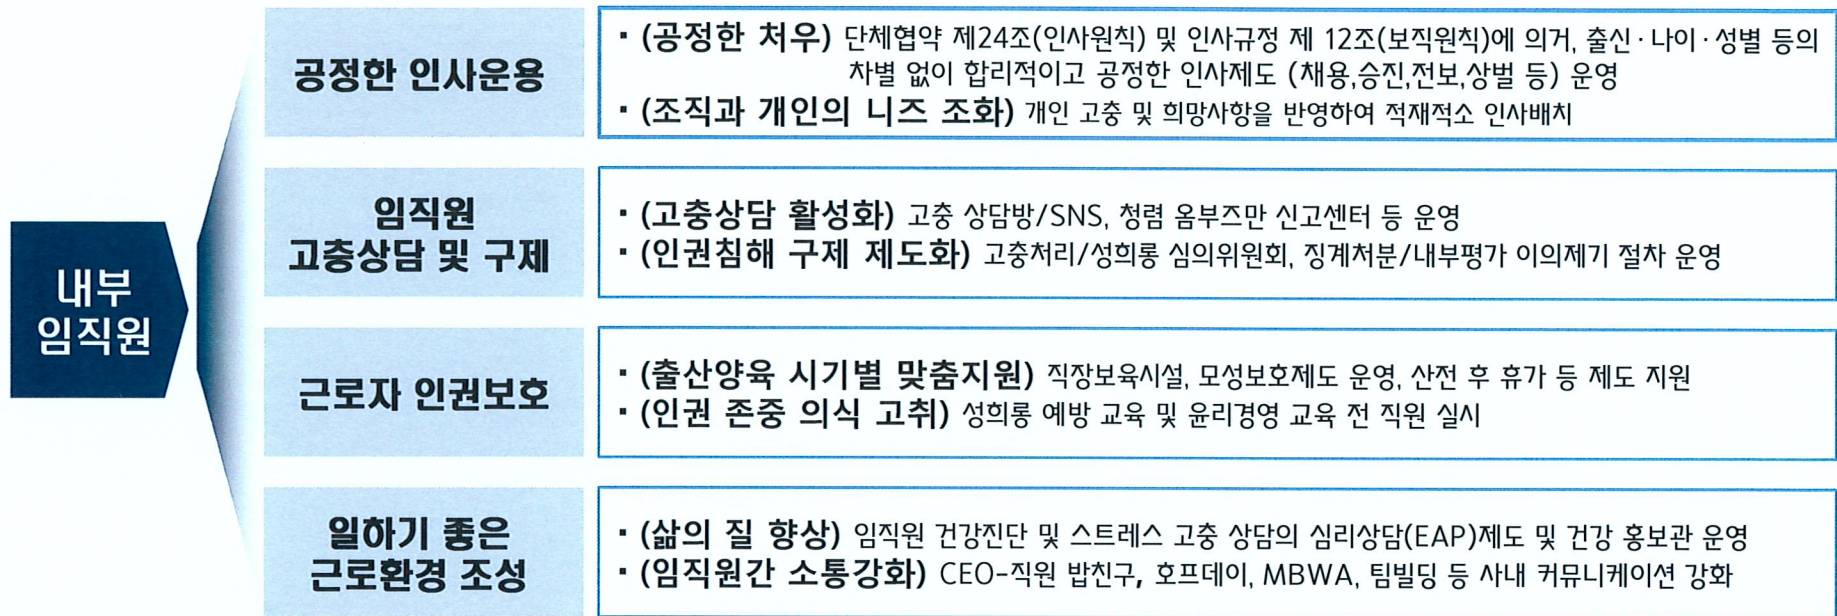 내부
임직원
공정한 인사운용
▪ (공정한 처우) 단체협약 제24조(인사원칙) 및 인사규정 제 12조(보직원칙)에 의거, 출신·나이·성별 등의
차별 없이 합리적이고 공정한 인사제도 (채용,승진,전보,상벌 등) 운영
▪ (조직과 개인의 니즈 조화) 개인 고충 및 희망사항을 반영하여 적재적소 인사배치
임직원
고충상담 및 구제
▪ (고충상담 활성화) 고충 상담방/SNS, 청렴 옴부즈만 신고센터 등 운영
▪ (인권침해 구제 제도화) 고충처리/성희롱 심의위원회, 징계처분/내부평가 이의제기 절차 운영
근로자 인권보호
▪ (출산양육 시기별 맞춤지원) 직장보육시설, 모성보호제도 운영, 산전 후 휴가 등 제도 지원
▪ (인권 존중 의식 고취) 성희롱 예방 교육 및 윤리경영 교육 전 직원 실시
일하기 좋은
근로환경 조성
▪ (삶의 질 향상) 임직원 건강진단 및 스트레스 고충 상담의 심리상담(EAP)제도 및 건강 홍보관 운영
▪ (임직원간 소통강화) CEO-직원 밥친구, 호프데이, MBWA, 팀빌딩 등 사내 커뮤니케이션 강화